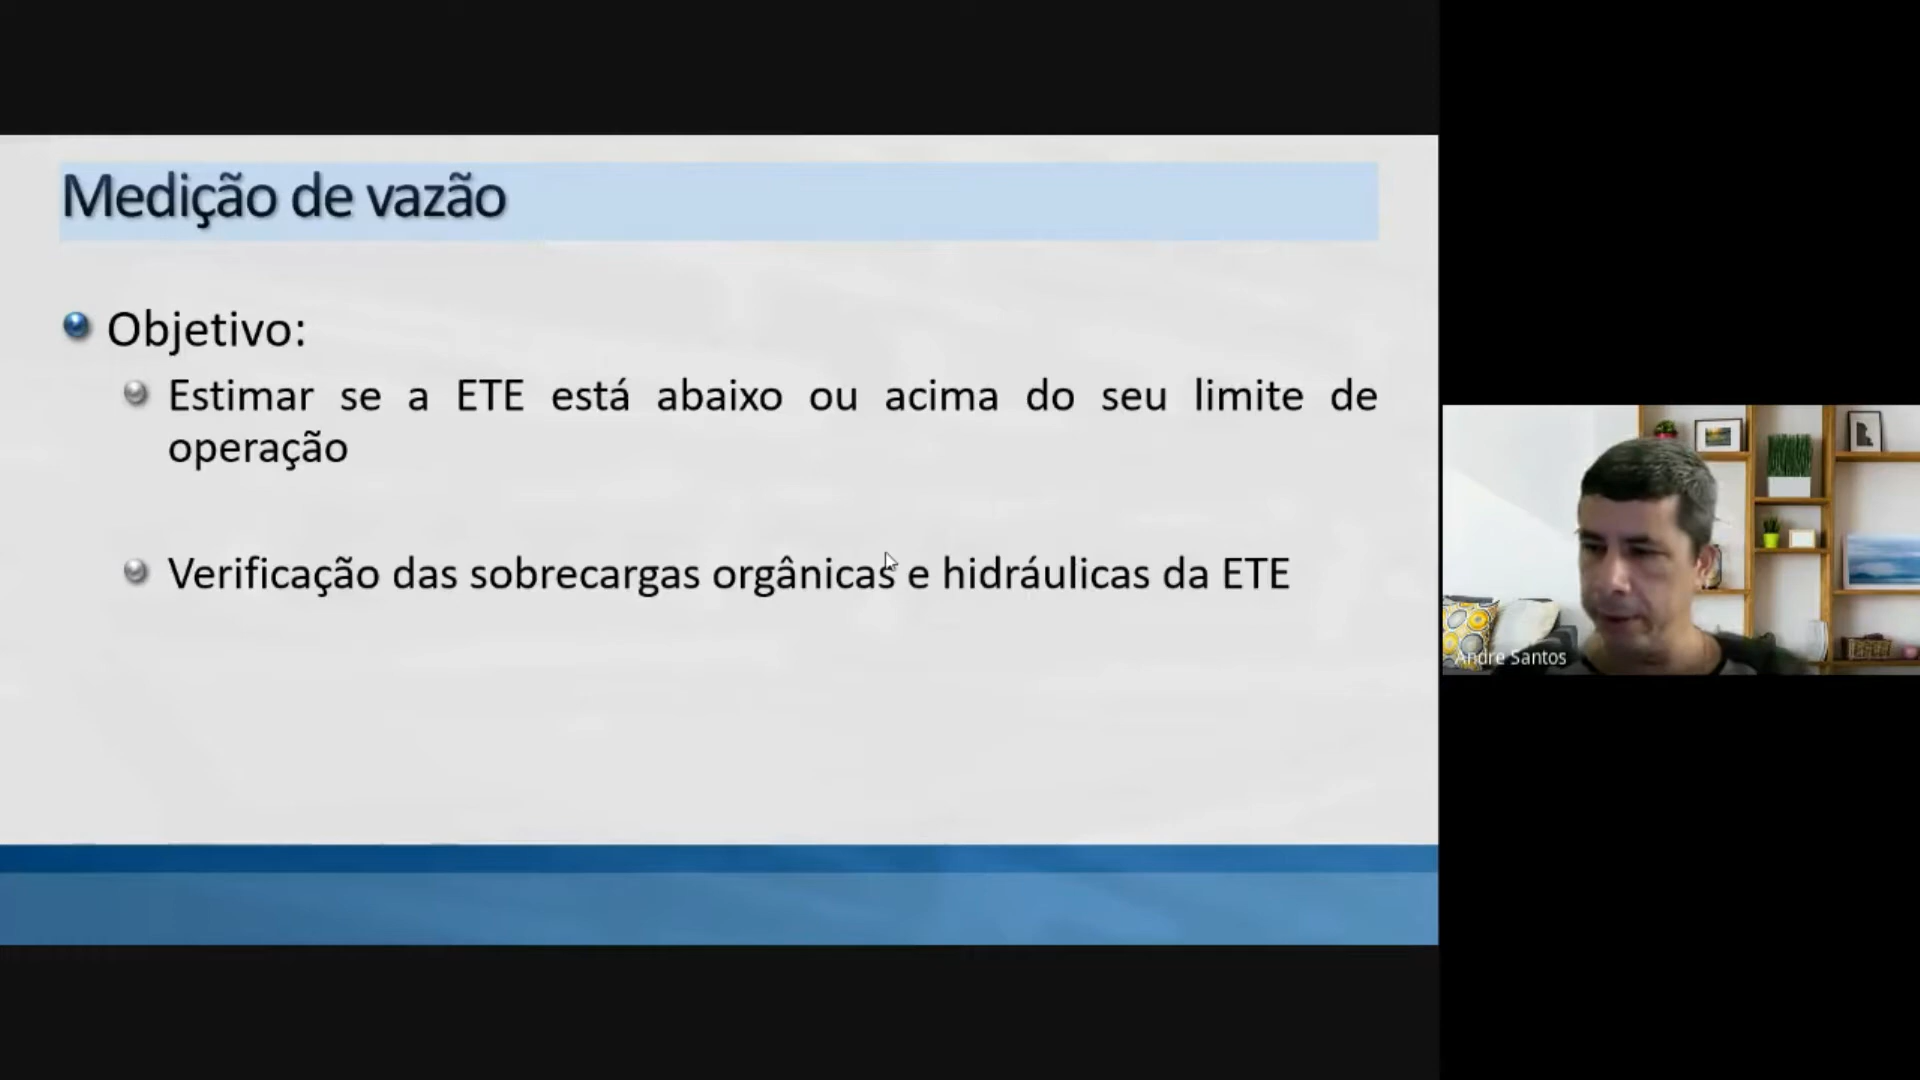 Medição de vazão
Objetivo:
Estimar se a ETE está abaixo ou acima do seu limite de
operação
Verificação das sobrecargas orgânicas e hidráulicas da ETE
Andre Santos